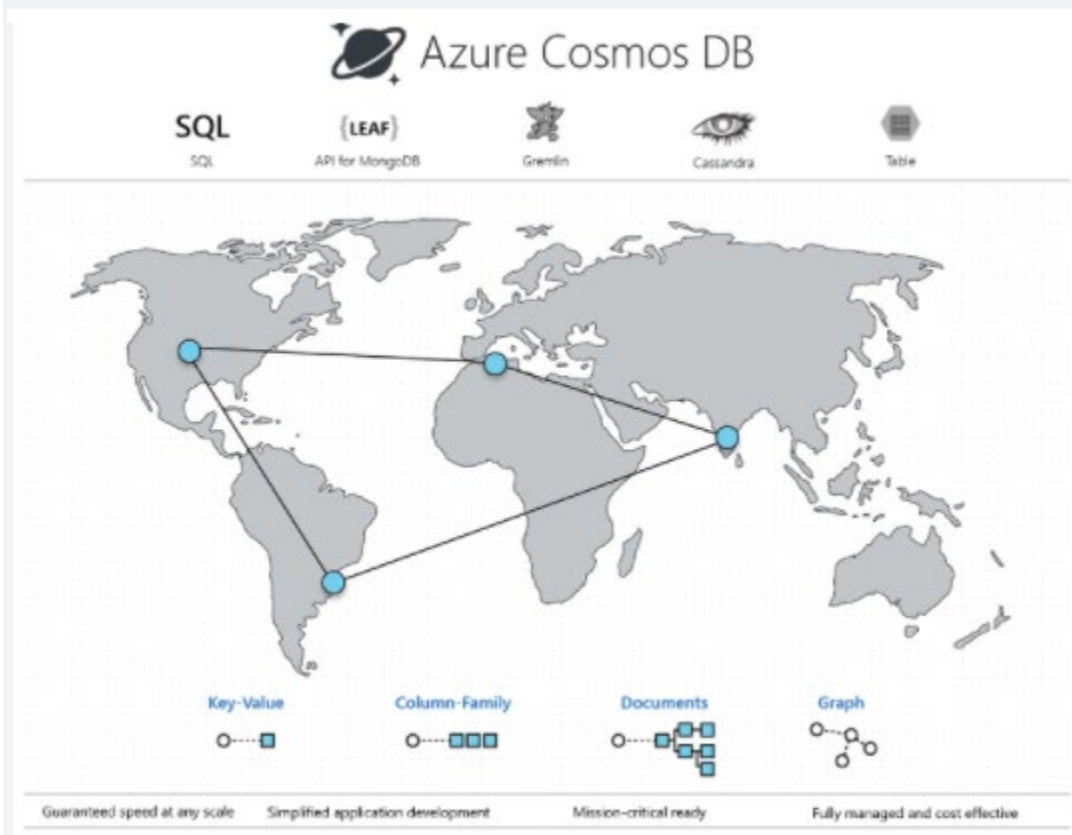 Azure Cosmos DB
SQL
{LEAF}
SQL
API for MongoDB
Gremlin
Cassandra
Table
Key-Value
Column-Family
Documents
Graph
Guaranteed speed at any scale
Simplified application development
Mission-critical ready
Fully managed and cost effective